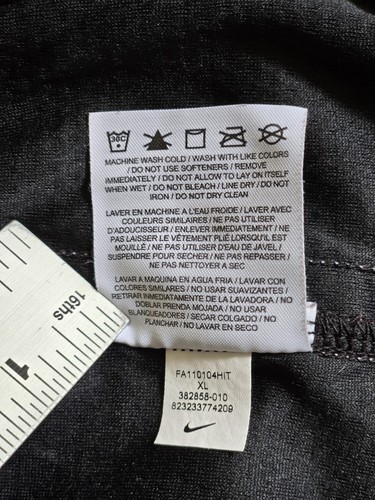 30C
MACHINE WASH COLD / WASH WITH LIKE COLORS
/ DO NOT USE SOFTENERS / REMOVE
IMMEDIATELY / DO NOT ALLOW TO LAY ON ITSELF
WHEN WET / DO NOT BLEACH / LINE DRY / DO NOT
IRON / DO NOT DRY CLEAN
LAVER EN MACHINE A L'EAU FROIDE / LAVER AVEC
COULEURS SIMILAIRES / NE PAS UTILISER
D'ADOUCISSEUR / ENLEVER IMMEDIATEMENT / NE
PAS LAISSER LE VÊTEMENT PLIÉ LORSQU'IL EST
MOUILLÉ / NE PAS UTILISER D'EAU DE JAVEL /
SUSPENDRE POUR SECHER / NE PAS REPASSER /
NE PAS NETTOYER A SEC
LAVAR A MAQUINA EN AGUA FRIA / LAVAR CON
COLORES SIMILARES / NO USAR SUAVIZANTES /
RETIRAR INMEDIATAMENTE DE LA LAVADORA / NO
DOBLAR PRENDA MOJADA / NO USAR
BLANQUEADORES / SECAR COLGADO / NO
PLANCHAR / NO LAVAR EN SECO
16ths
1
FA110104HIT
XL
382858-010
823233774209